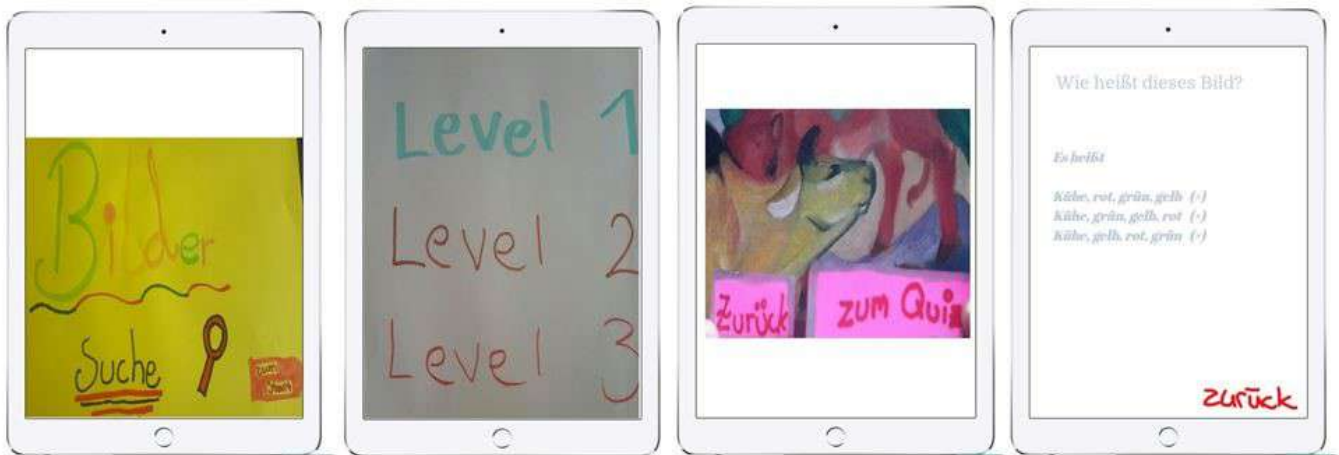 Bilder
Suche
zum
Level 1
Level 2
Level 3
Zurück
zum Quiz
Wie heißt dieses Bild?
Es heißt
Kühe, rot, grün, gelb (-)
Kühe, grün, gelb, rot (-)
Kühe, gelb, rot, grün (-)
zurück